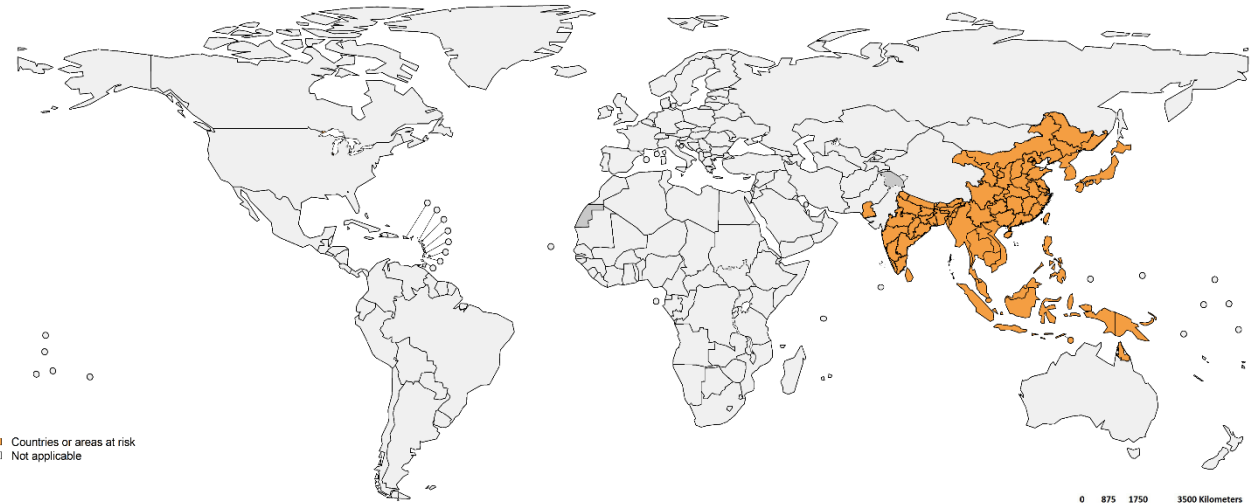 Countries or areas at risk
Not applicable
0 875 1750 3500 Kilometers